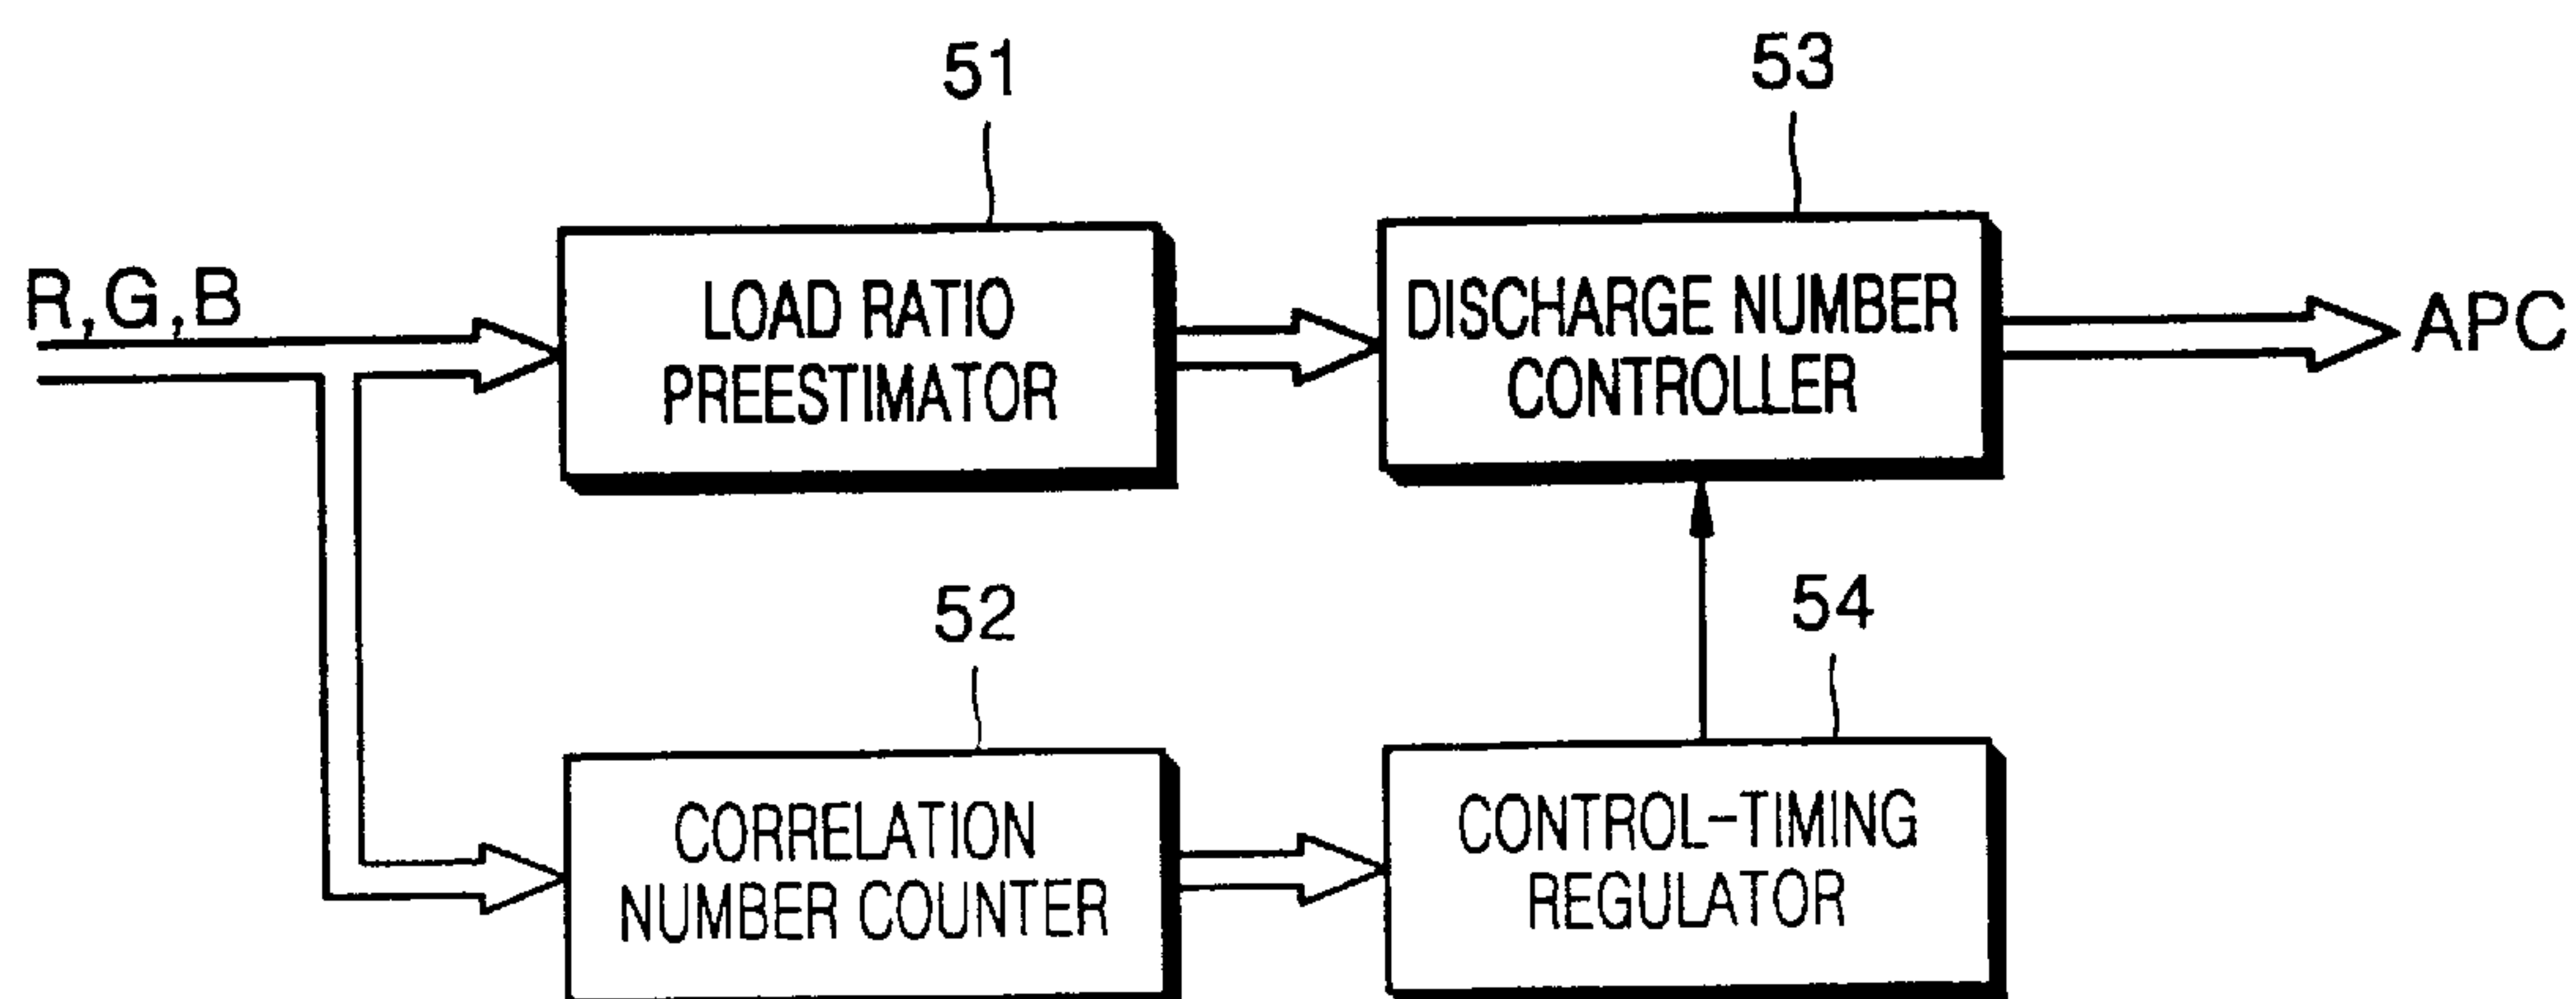 51
53
R,G,B
LOAD RATIO
PREESTIMATOR
DISCHARGE NUMBER
CONTROLLER
APC
52
54
CORRELATION
NUMBER COUNTER
CONTROL-TIMING
REGULATOR